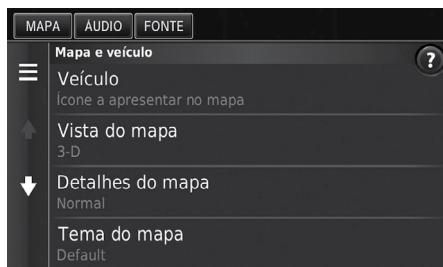 MAPA ÁUDIO FONTE
Mapa e veículo
?
Veículo
Ícone a apresentar no mapa
Vista do mapa
3-D
Detalhes do mapa
Normal
Tema do mapa
Default